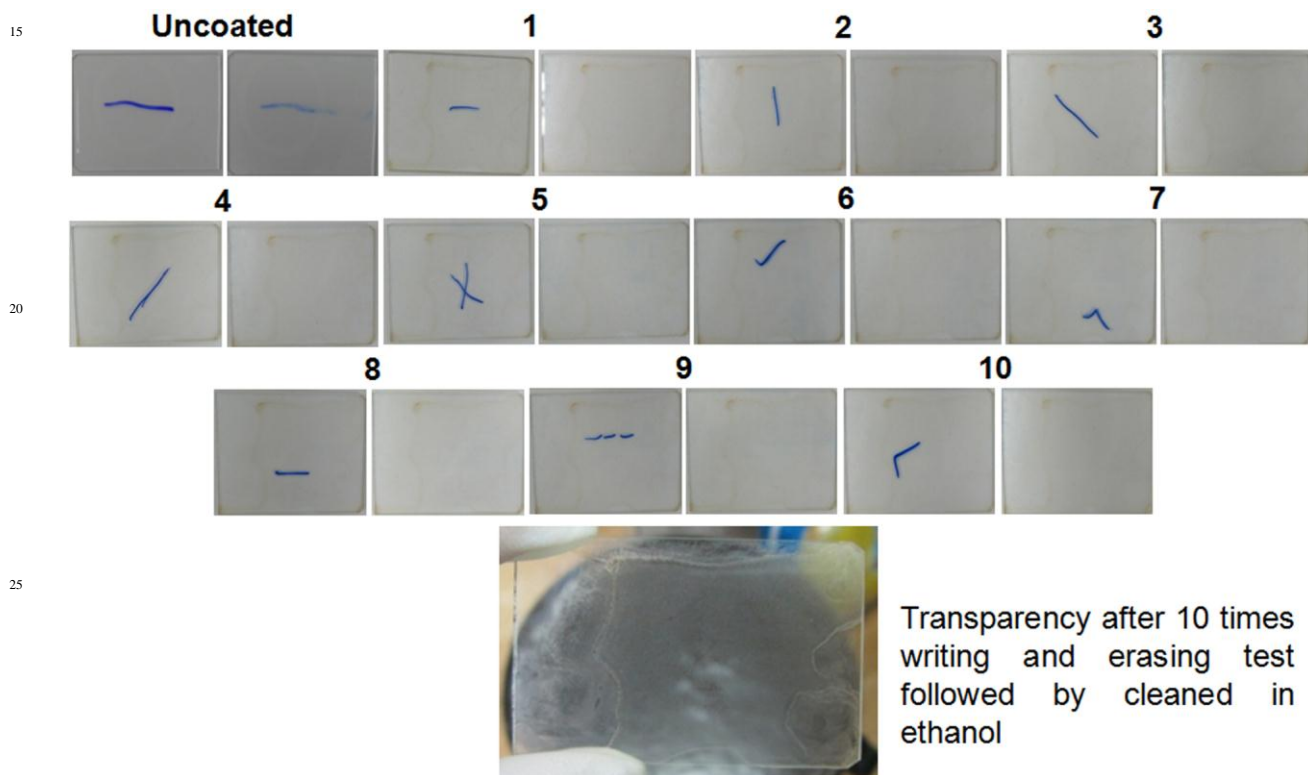 15
Uncoated 1 2 3
4 5 6 7
20
8 9 10
25
Transparency after 10 times
writing and erasing test
followed by cleaned in
ethanol